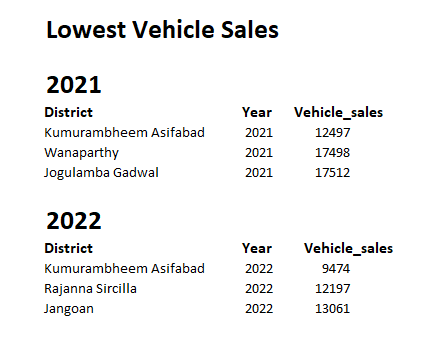 Lowest Vehicle Sales
2021
District Year Vehicle_sales
Kumurambheem Asifabad 2021 12497
Wanaparthy 2021 17498
Jogulamba Gadwal 2021 17512
2022
District Year Vehicle_sales
Kumurambheem Asifabad 2022 9474
Rajanna Sircilla 2022 12197
Jangoan 2022 13061